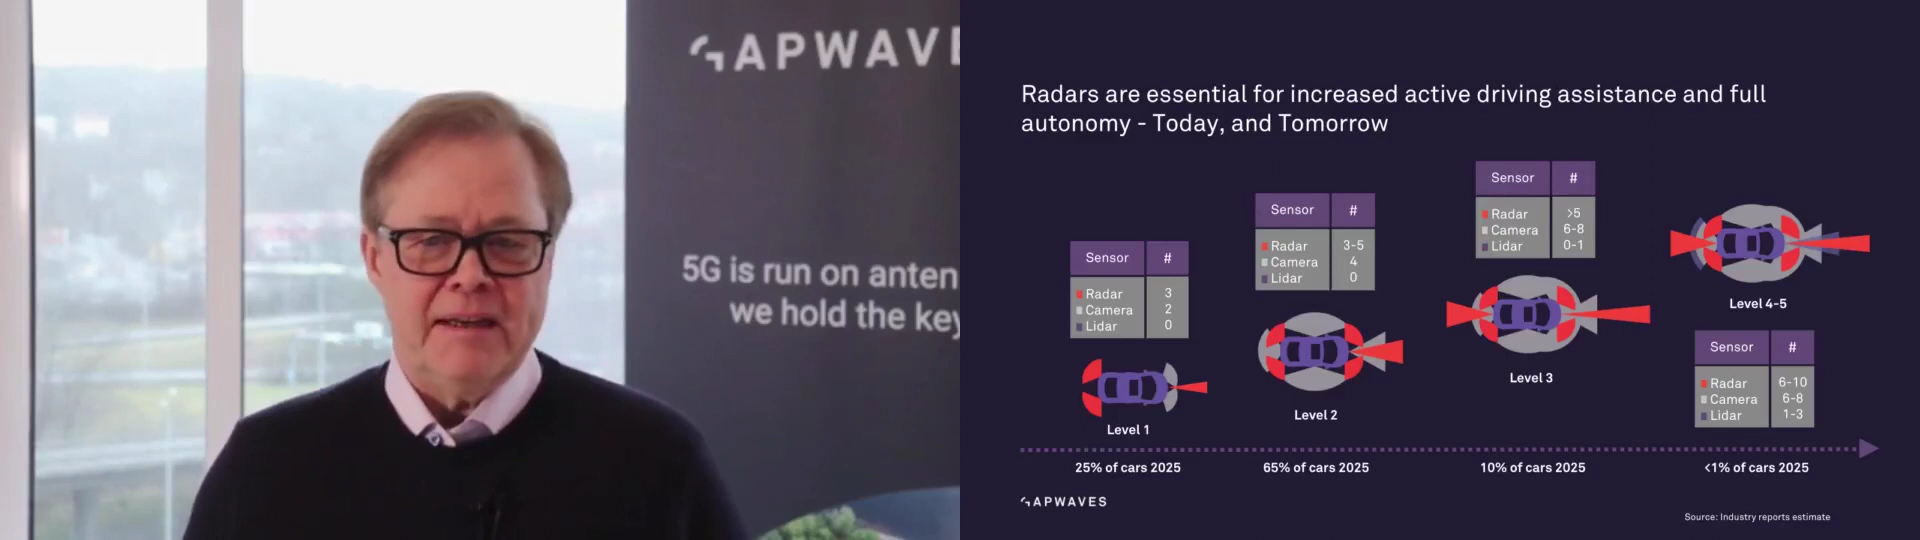 GAPWAVE
5G is run on anten
we hold the key
Radars are essential for increased active driving assistance and full
autonomy - Today, and Tomorrow
Sensor #
Radar 3
Camera 2
Lidar 0
Level 1
25% of cars 2025
Sensor #
Radar 3-5
Camera 4
Lidar 0
Level 2
65% of cars 2025
Sensor #
Radar >5
Camera 6-8
Lidar 0-1
Level 3
10% of cars 2025
Level 4-5
Sensor #
Radar 6-10
Camera 6-8
Lidar 1-3
<1% of cars 2025
GAPWAVES
Source: Industry reports estimate